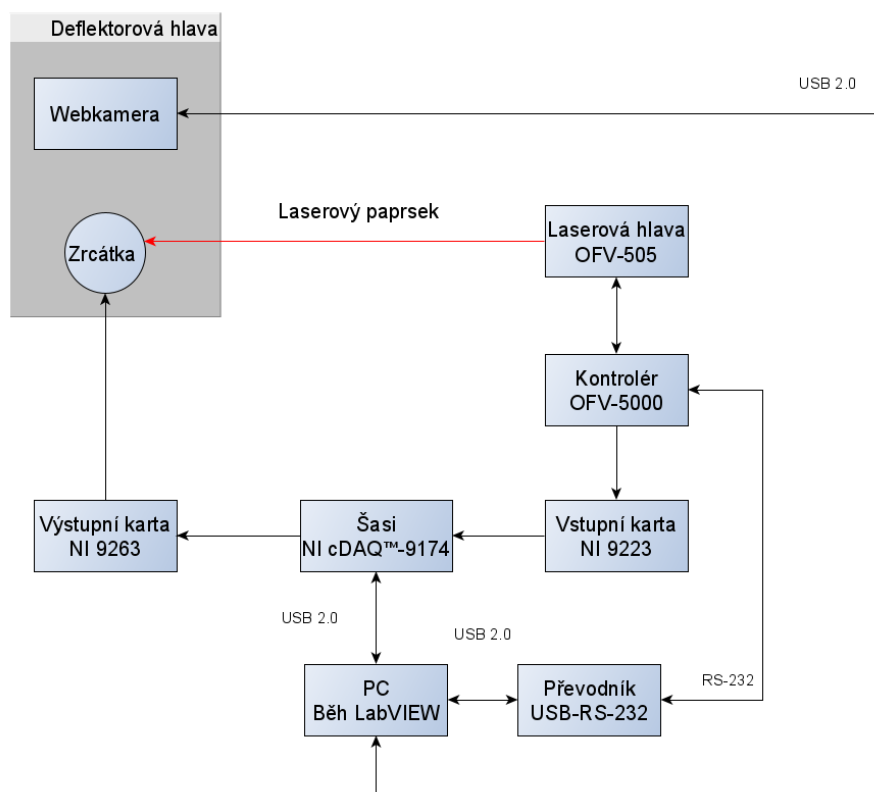 Deflektorová hlava
Webkamera
USB 2.0
Zrcátka
Laserový paprsek
Laserová hlava
OFV-505
Kontrolér
OFV-5000
Výstupní karta
NI 9263
Šasi
NI cDAQ™-9174
Vstupní karta
NI 9223
USB 2.0
USB 2.0
PC
Běh LabVIEW
Převodník
USB-RS-232
RS-232